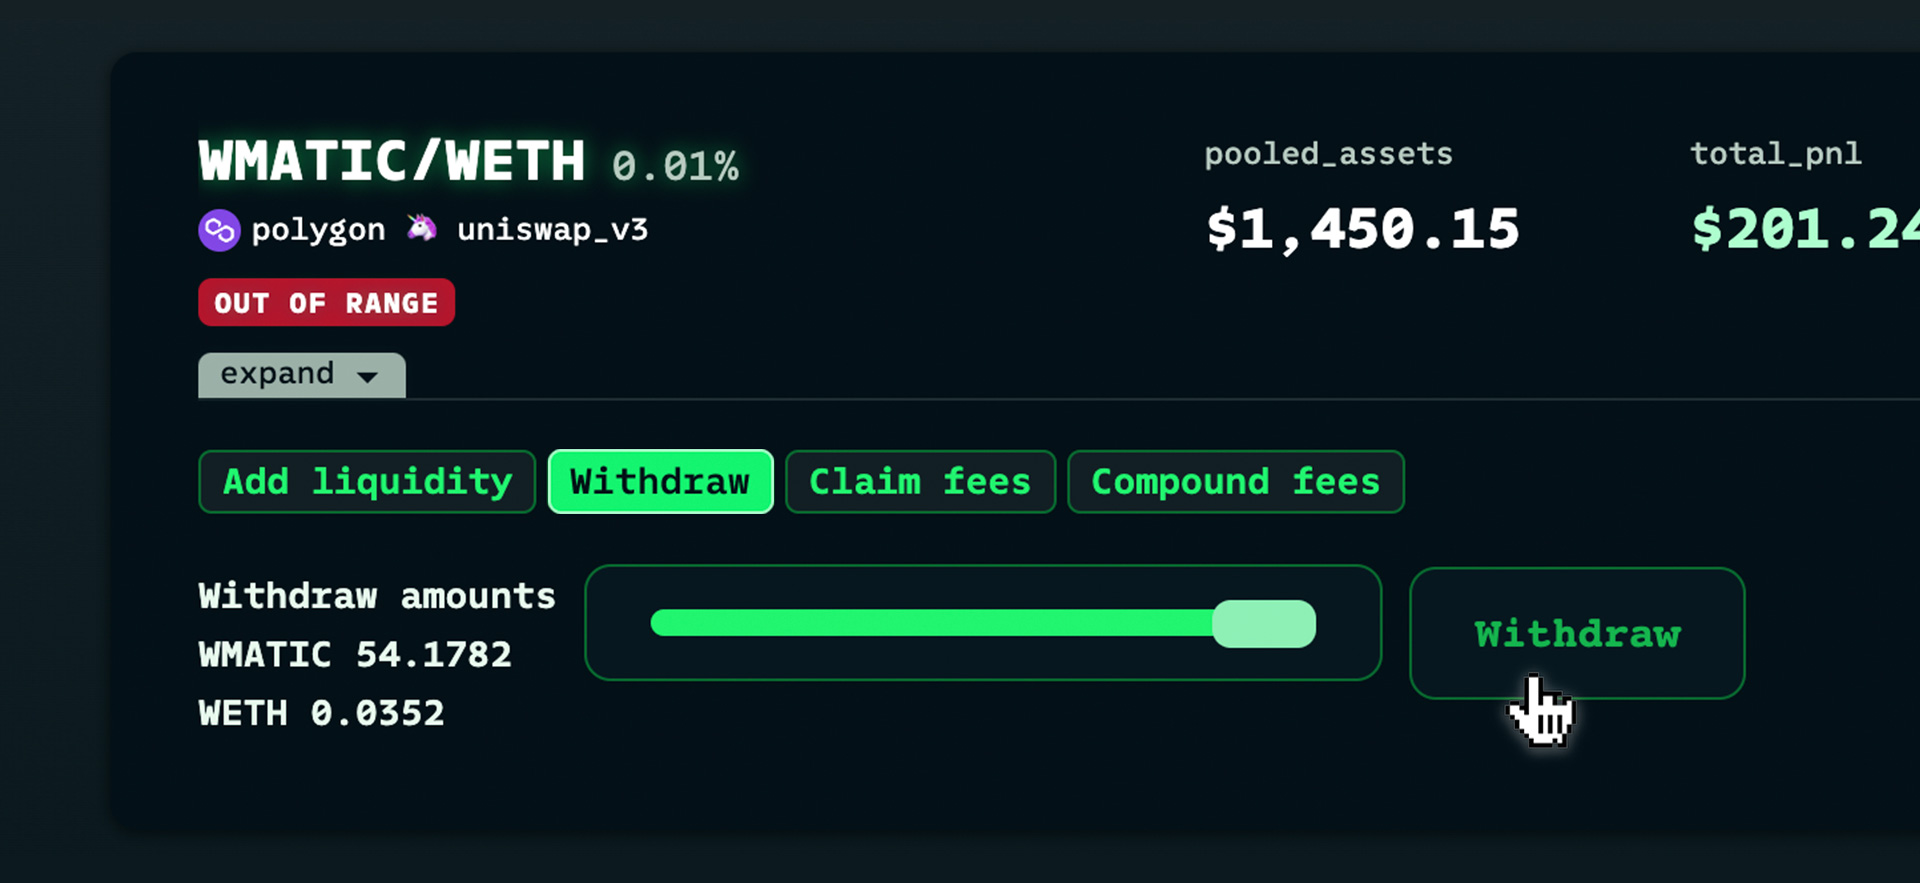 WMATIC/WETH 0.01%
polygon uniswap_v3
OUT OF RANGE
pooled_assets
$1,450.15
total_pnl
$201.24
expand
Add liquidity
Withdraw
Claim fees
Compound fees
Withdraw amounts
WMATIC 54.1782
WETH 0.0352
Withdraw